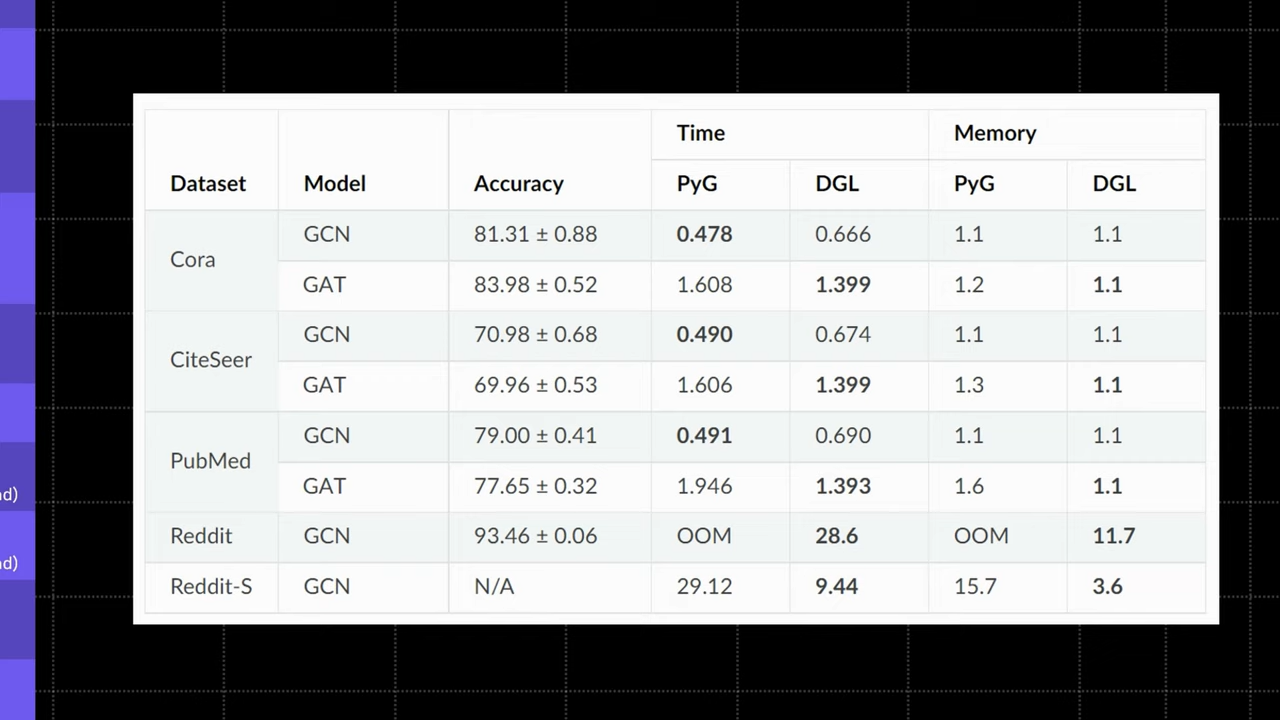 Time Memory
Dataset Model Accuracy PyG DGL PyG DGL
Cora GCN 81.31 ± 0.88 0.478 0.666 1.1 1.1
GAT 83.98 ± 0.52 1.608 1.399 1.2 1.1
CiteSeer GCN 70.98 ± 0.68 0.490 0.674 1.1 1.1
GAT 69.96 ± 0.53 1.606 1.399 1.3 1.1
PubMed GCN 79.00 ± 0.41 0.491 0.690 1.1 1.1
GAT 77.65 ± 0.32 1.946 1.393 1.6 1.1
Reddit GCN 93.46 ± 0.06 OOM 28.6 OOM 11.7
Reddit-S GCN N/A 29.12 9.44 15.7 3.6